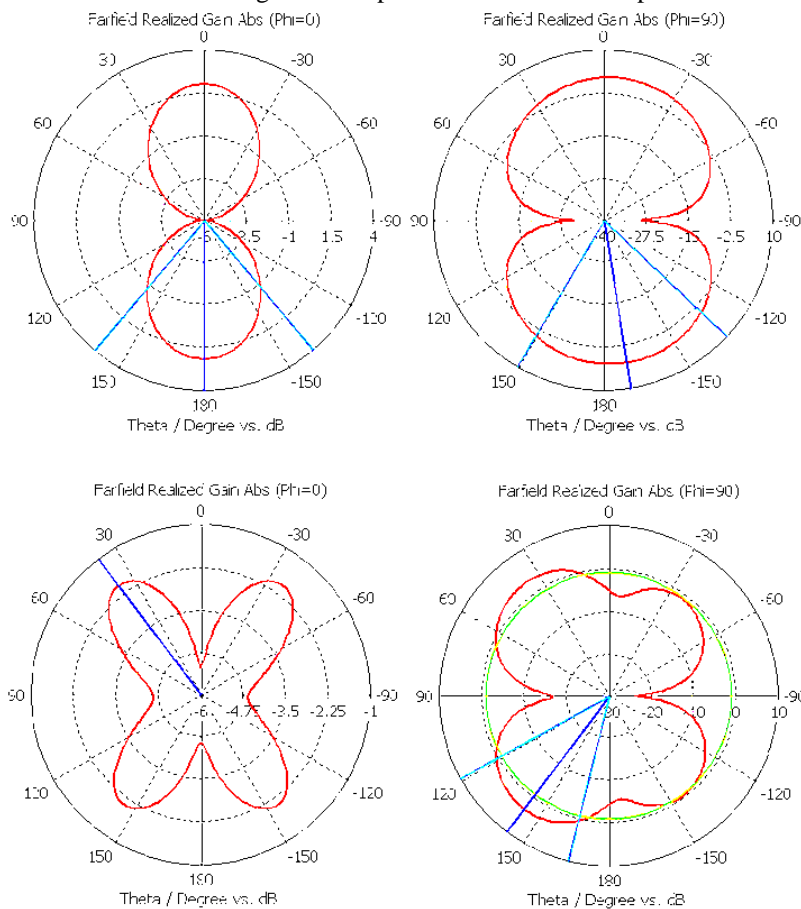 Farfield Realized Gain Abs (Phi=0)
0
30 -30
60 -60
90 -2.5 -1 1.5 4 -90
120 -120
150 -150
180
Theta / Degree vs. dB
Farfield Realized Gain Abs (Phi=90)
0
30 -30
60 -60
90 -40 -27.5 -15 -2.5 10 -90
120 -120
150 -150
180
Theta / Degree vs. dB
Farfield Realized Gain Abs (Phi=0)
0
30 -30
60 -60
90 -6 -4.75 -3.5 -2.25 -1 -90
120 -120
150 -150
180
Theta / Degree vs. dB
Farfield Realized Gain Abs (Phi=90)
0
30 -30
60 -60
90 -20 -10 0 10 -90
120 -120
150 -150
180
Theta / Degree vs. dB